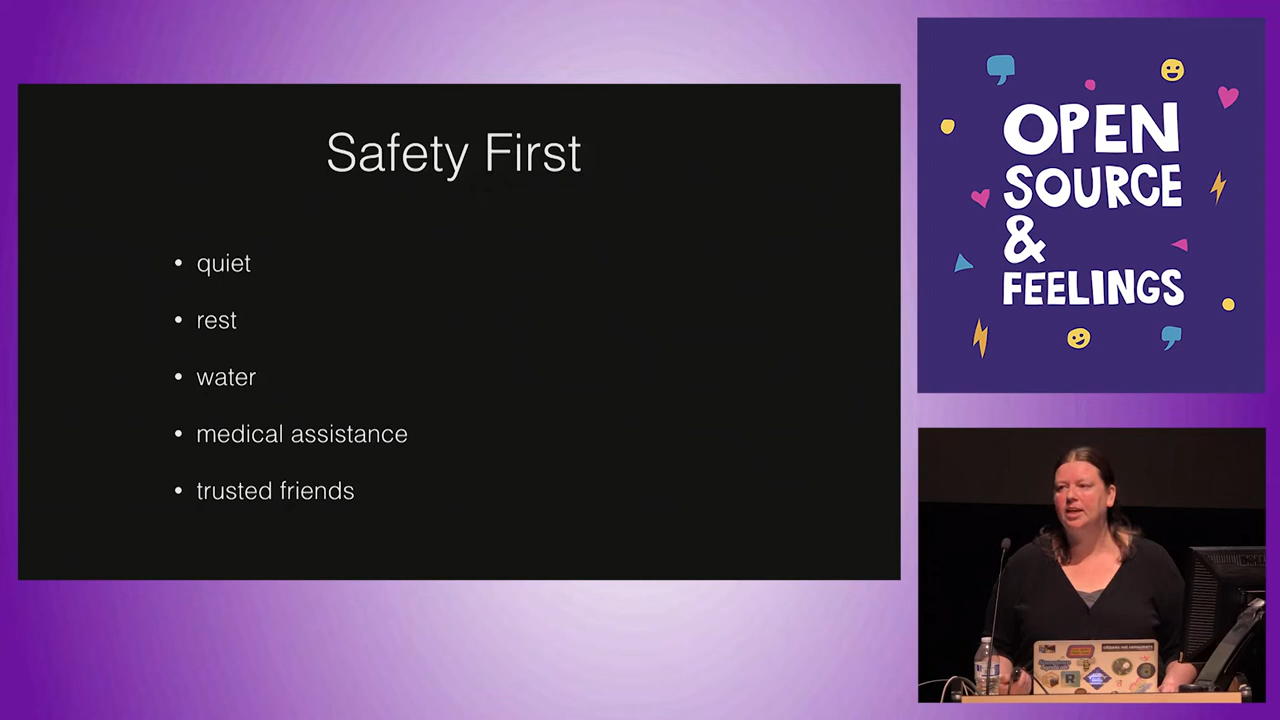 Safety First
• quiet
• rest
• water
• medical assistance
• trusted friends
OPEN
SOURCE
&
FEELINGS
R